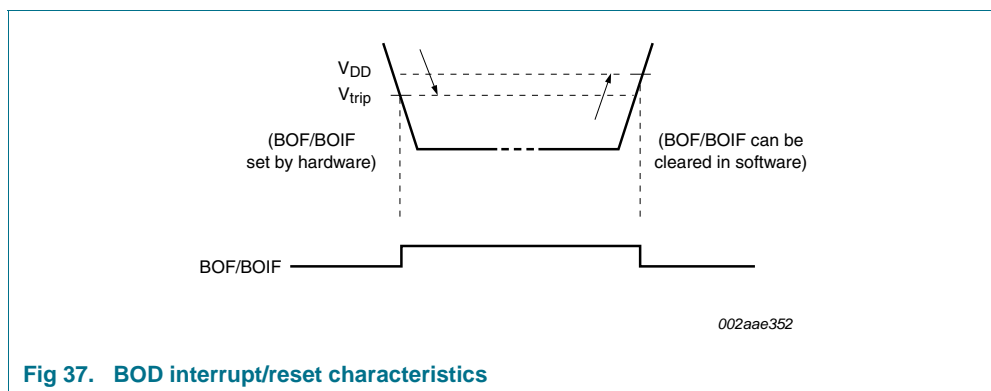 VDD
Vtrip
(BOF/BOIF
set by hardware)
(BOF/BOIF can be
cleared in software)
BOF/BOIF
002aae352
Fig 37. BOD interrupt/reset characteristics